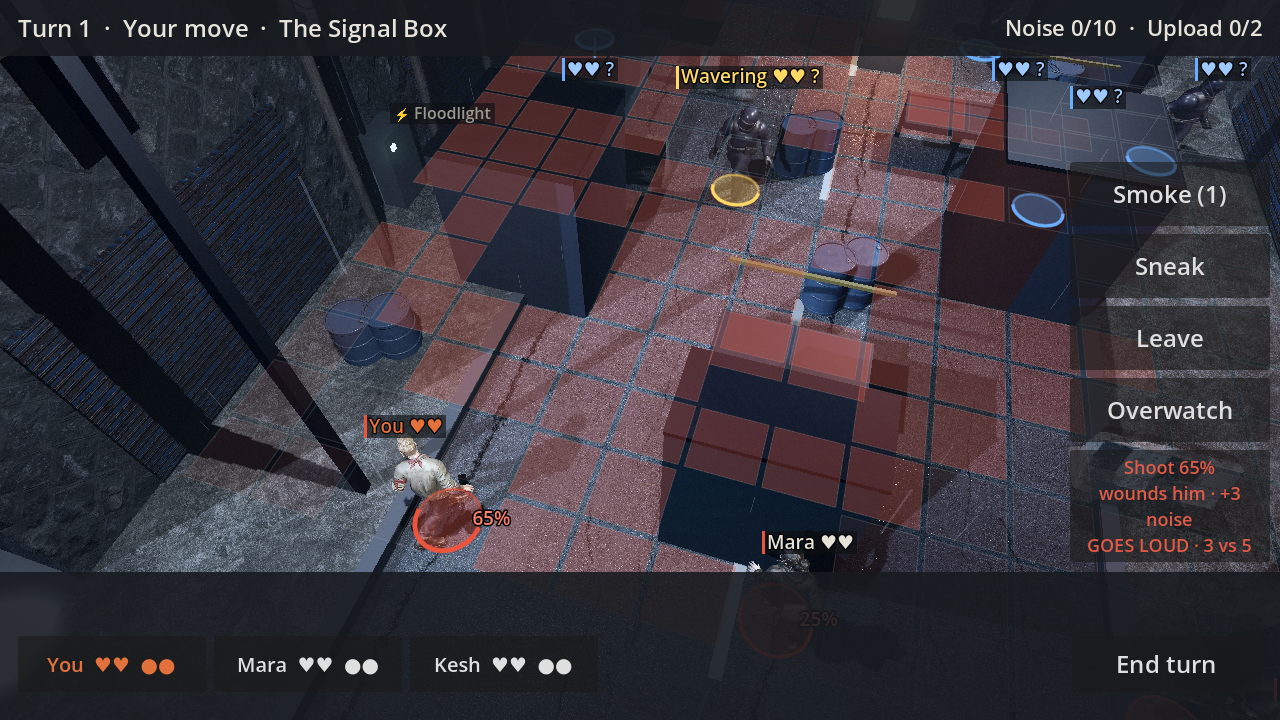 Turn 1 · Your move · The Signal Box
Noise 0/10 · Upload 0/2
♥♥ ?
Wavering ♥♥ ?
♥♥ ?
♥♥ ?
♥♥ ?
⚡ Floodlight
Smoke (1)
Sneak
Leave
Overwatch
Shoot 65%
wounds him · +3
noise
GOES LOUD · 3 vs 5
You ♥♥
65%
Mara ♥♥
25%
You ♥♥ ●●
Mara ♥♥ ●●
Kesh ♥♥ ●●
End turn